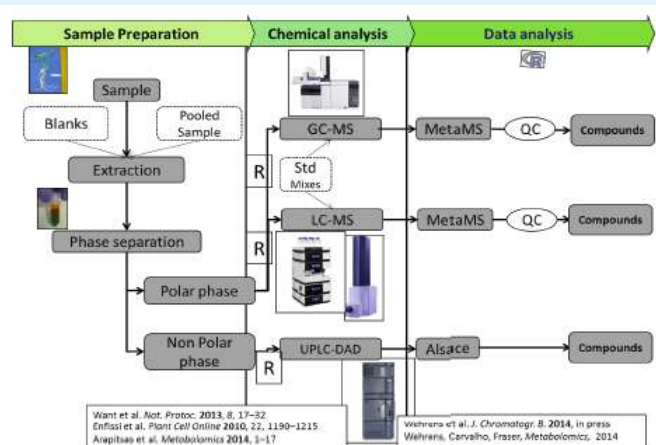 Sample Preparation
Chemical analysis
Data analysis
R
Sample
Blanks
Pooled
Sample
Extraction
Phase separation
Polar phase
Non Polar
phase
R
R
R
GC-MS
Std
Mixes
LC-MS
UPLC-DAD
MetaMS
QC
Compounds
MetaMS
QC
Compounds
Alsace
Compounds
Want et al. Nat. Protoc. 2013, 8, 17–32
Enfissi et al. Plant Cell Online 2010, 22, 1190–1215
Arapitsas et al. Metabolomics 2014, 1–17
Wehrens et al. J. Chromatogr. B. 2014, in press
Wehrens, Carvalho, Fraser, Metabolomics, 2014